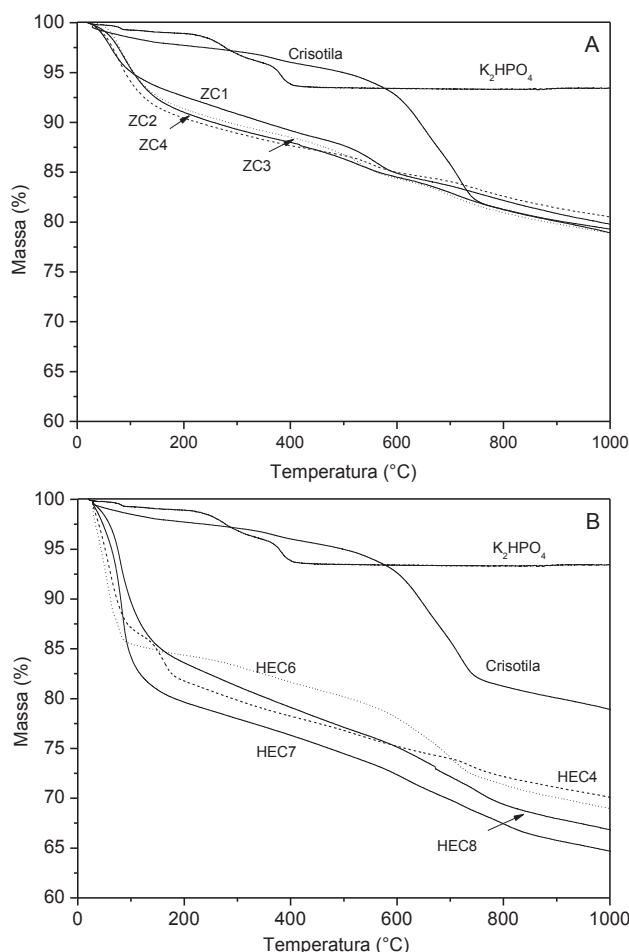 A
100
95
90
85
80
75
70
65
60
Massa (%)
Crisotila
K₂HPO₄
ZC1
ZC2
ZC4
ZC3
0 200 400 600 800 1000
Temperatura (°C)
B
100
95
90
85
80
75
70
65
60
Massa (%)
K₂HPO₄
Crisotila
HEC6
HEC7
HEC4
HEC8
0 200 400 600 800 1000
Temperatura (°C)